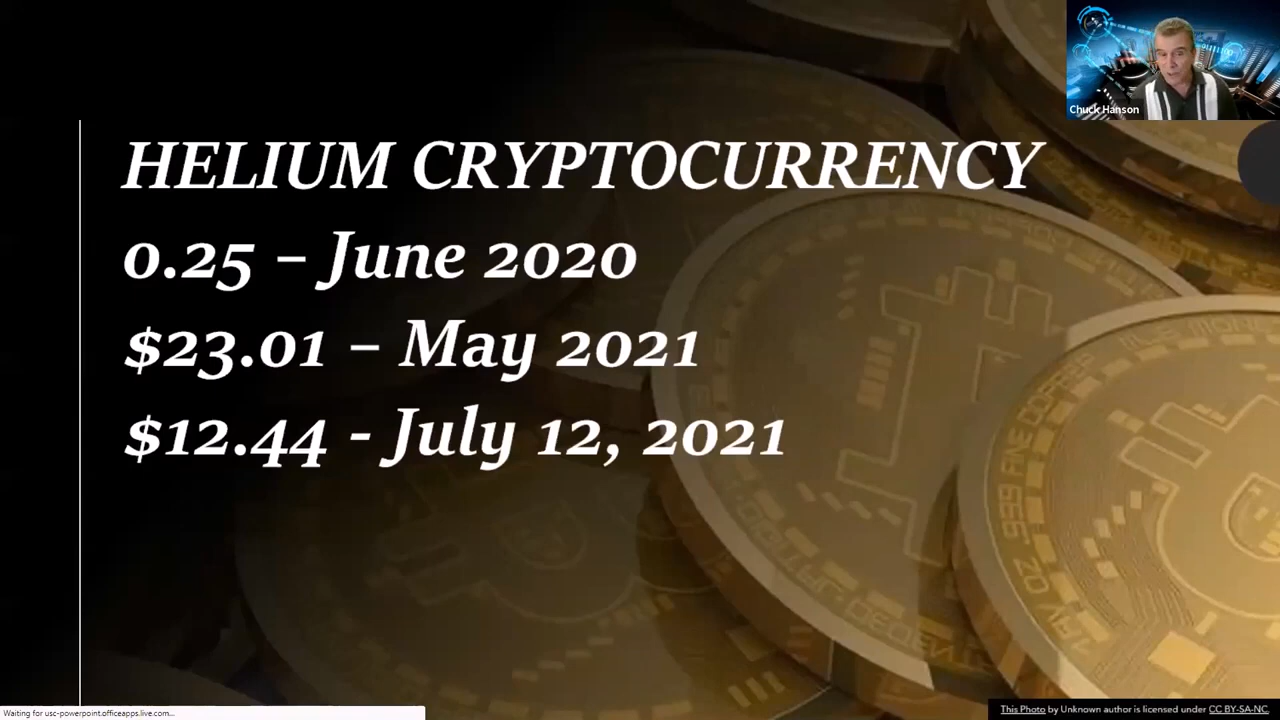 Chuck Hanson
HELIUM CRYPTOCURRENCY
0.25 – June 2020
$23.01 – May 2021
$12.44 - July 12, 2021
Waiting for usc-powerpoint.officeapps.live.com...
This Photo by Unknown author is licensed under CC BY-SA-NC.